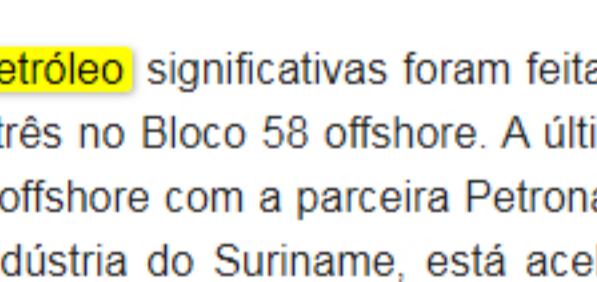 etróleo significativas foram feita
três no Bloco 58 offshore. A últi
offshore com a parceira Petrona
dústria do Suriname, está acel